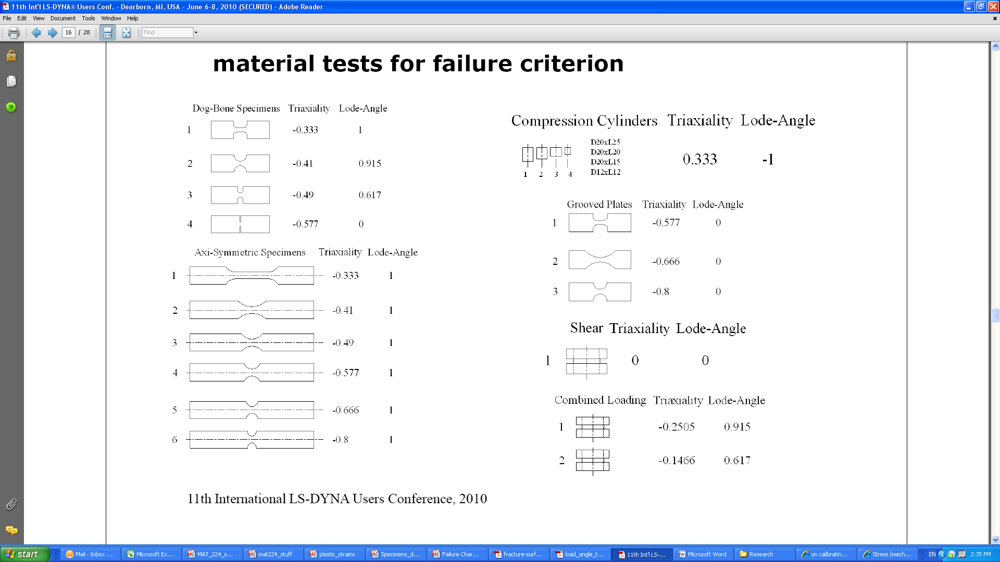 11th Int'l LS-DYNA® Users Conf. - Dearborn, MI, USA - June 6-8, 2010 (SECURED) - Adobe Reader
File Edit View Document Tools Window Help
16 / 28 Find
material tests for failure criterion
Dog-Bone Specimens Triaxiality Lode-Angle
1 -0.333 1
2 -0.41 0.915
3 -0.49 0.617
4 -0.577 0
Axi-Symmetric Specimens Triaxiality Lode-Angle
1 -0.333 1
2 -0.41 1
3 -0.49 1
4 -0.577 1
5 -0.666 1
6 -0.8 1
Compression Cylinders Triaxiality Lode-Angle
D20xL25
D20xL20
D20xL15
D12xL12
0.333 -1
1 2 3 4
Grooved Plates Triaxiality Lode-Angle
1 -0.577 0
2 -0.666 0
3 -0.8 0
Shear Triaxiality Lode-Angle
1 0 0
Combined Loading Triaxiality Lode-Angle
1 -0.2505 0.915
2 -0.1466 0.617
11th International LS-DYNA Users Conference, 2010
start Mail - Inbox ... Microsoft Ex... MAT_224_s... mat224_stuff plastic_strains Specimens_d... Failure Char... fracture-surf... load_angle_t... 11th Int'l LS-... Microsoft Word Research on calibratin... Stress (mech... EN 2:35 PM